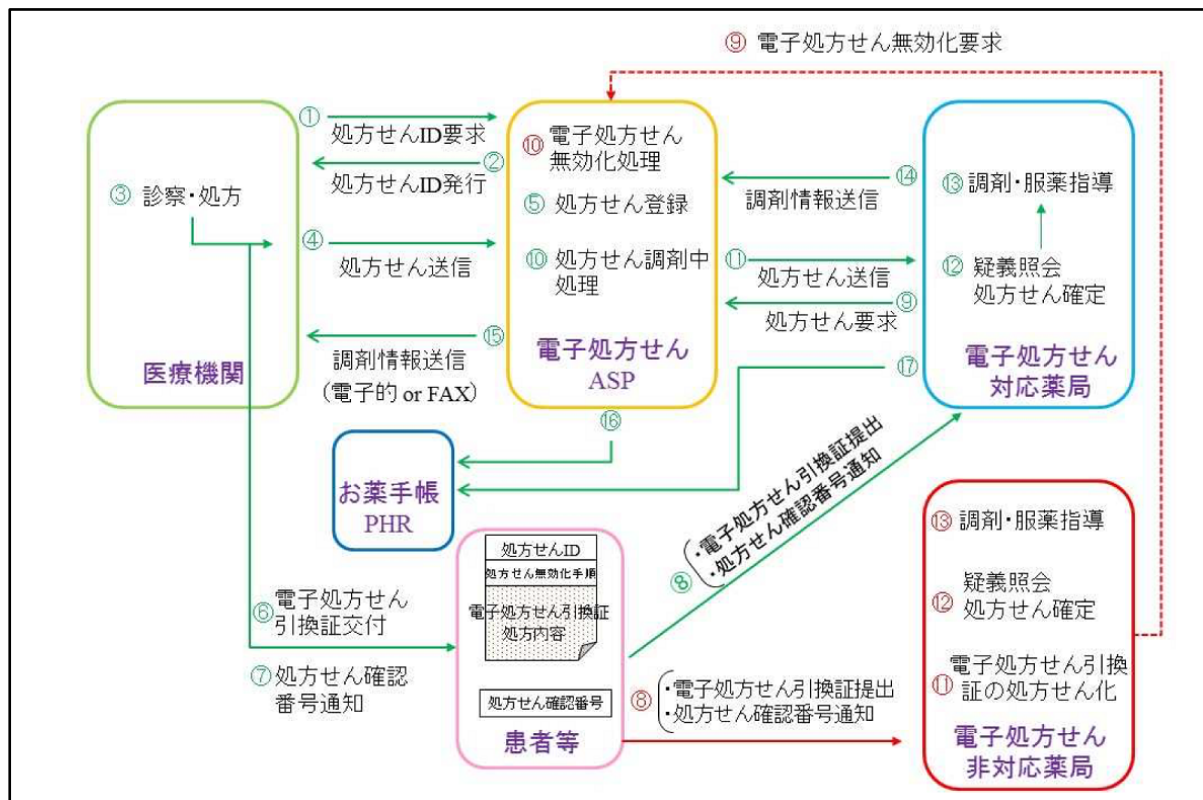 ⑨ 電子処方せん無効化要求
① 処方せんID要求
② 処方せんID発行
③ 診察・処方
④ 処方せん送信
⑮ 調剤情報送信
(電子的 or FAX)
医療機関
⑩ 電子処方せん
無効化処理
⑤ 処方せん登録
⑩ 処方せん調剤中
処理
電子処方せん
ASP
⑭ 調剤情報送信
⑪ 処方せん送信
⑨ 処方せん要求
⑰
⑬ 調剤・服薬指導
⑫ 疑義照会
処方せん確定
電子処方せん
対応薬局
⑯
お薬手帳
PHR
⑥ 電子処方せん
引換証交付
⑦ 処方せん確認
番号通知
処方せんID
処方せん無効化手順
電子処方せん引換証
処方内容
処方せん確認番号
患者等
⑧ ・電子処方せん引換証提出
・処方せん確認番号通知
⑧ ・電子処方せん引換証提出
・処方せん確認番号通知
⑬ 調剤・服薬指導
⑫ 疑義照会
処方せん確定
⑪ 電子処方せん引換
証の処方せん化
電子処方せん
非対応薬局